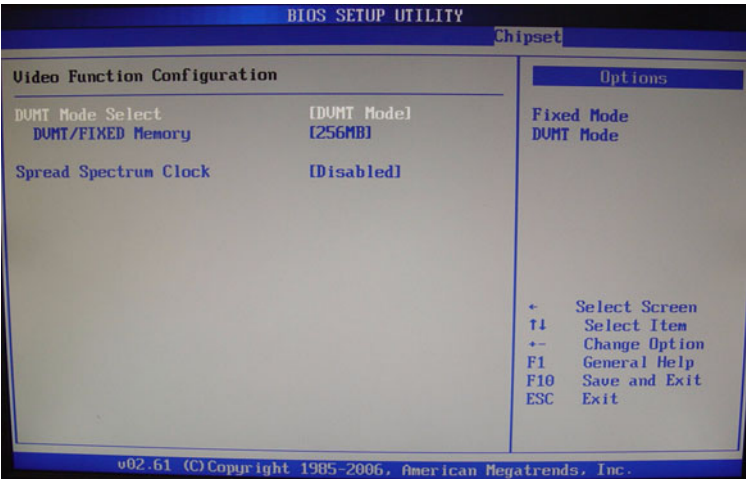 BIOS SETUP UTILITY
Chipset
Video Function Configuration
DVMT Mode Select [DVMT Mode]
DVMT/FIXED Memory [256MB]
Spread Spectrum Clock [Disabled]
Options
Fixed Mode
DVMT Mode
← Select Screen
↑↓ Select Item
+- Change Option
F1 General Help
F10 Save and Exit
ESC Exit
v02.61 (C)Copyright 1985-2006, American Megatrends, Inc.